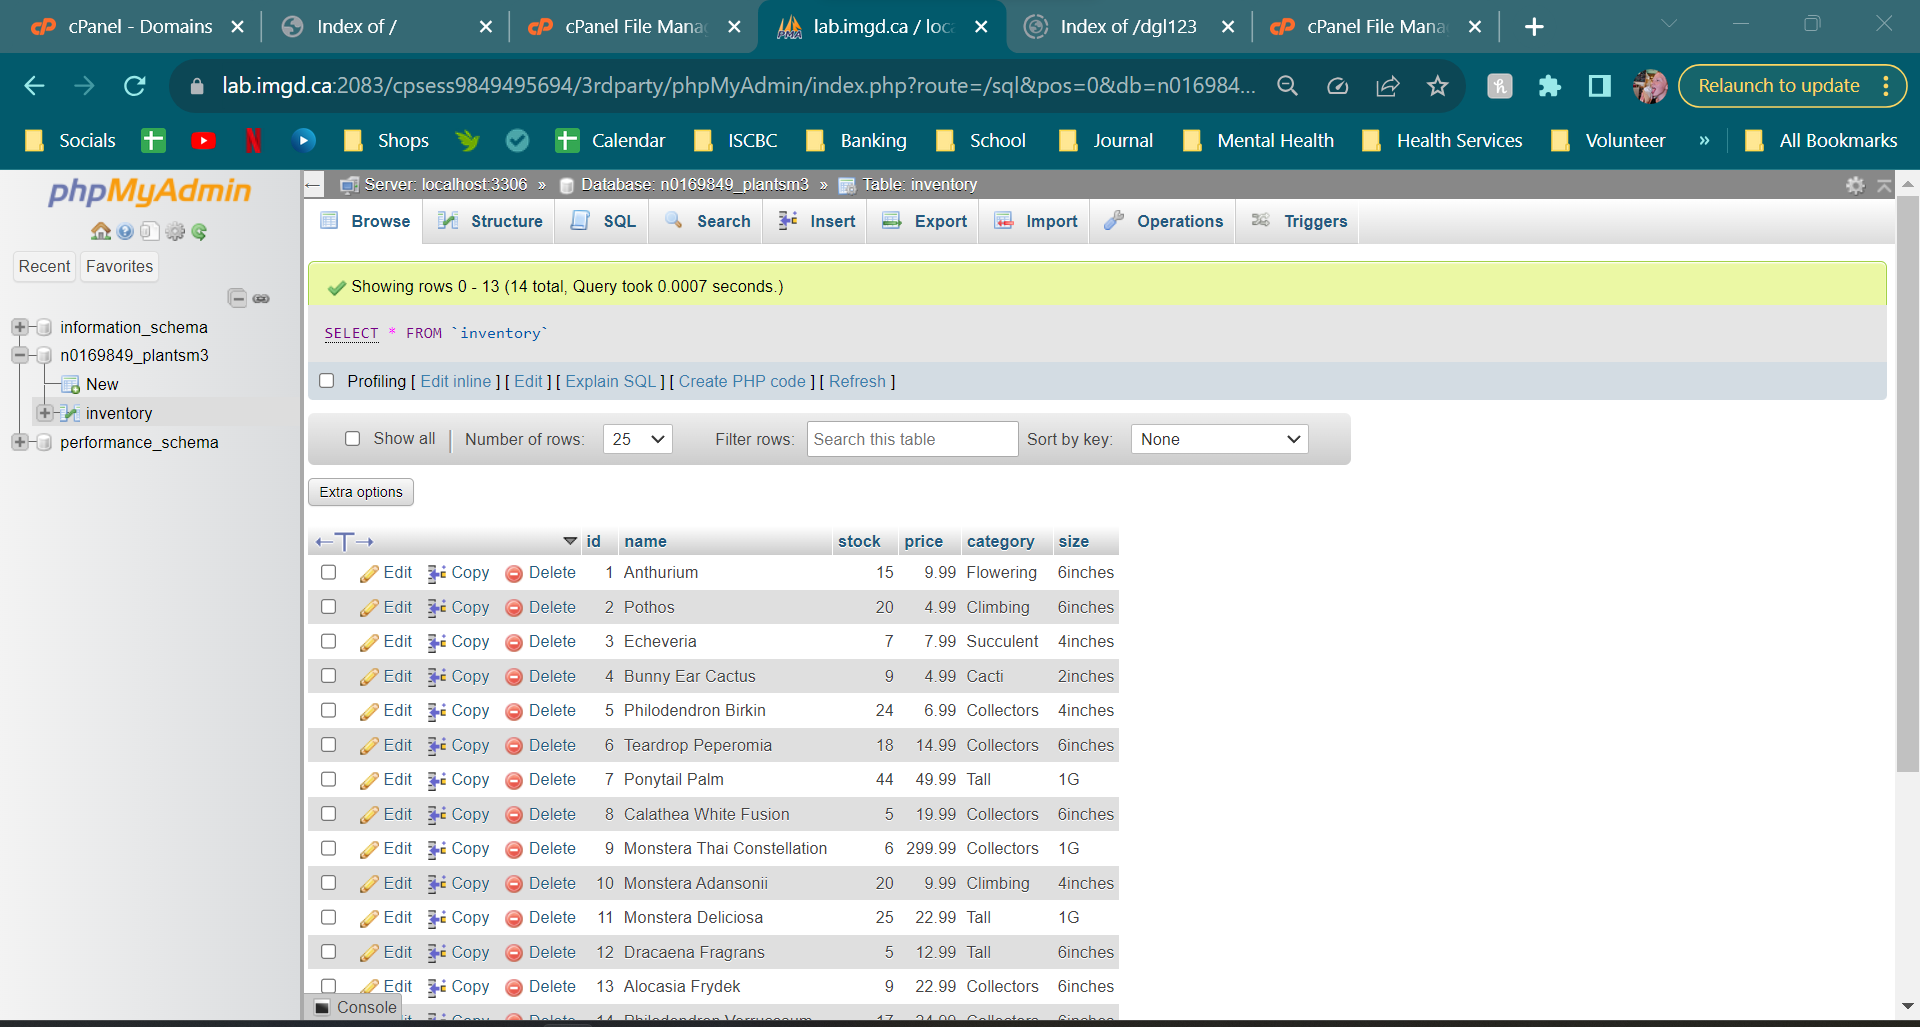 cPanel - Domains
Index of /
cPanel File Mana
lab.imgd.ca / loca
Index of /dgl123
cPanel File Mana
lab.imgd.ca:2083/cpsess9849495694/3rdparty/phpMyAdmin/index.php?route=/sql&pos=0&db=n016984...
Relaunch to update
Socials Shops Calendar ISCBC Banking School Journal Mental Health Health Services Volunteer » All Bookmarks
phpMyAdmin
Recent Favorites
information_schema
n0169849_plantsm3
New
inventory
performance_schema
Server: localhost:3306 » Database: n0169849_plantsm3 » Table: inventory
Browse Structure SQL Search Insert Export Import Operations Triggers
Showing rows 0 - 13 (14 total, Query took 0.0007 seconds.)
SELECT * FROM `inventory`
Profiling [ Edit inline ] [ Edit ] [ Explain SQL ] [ Create PHP code ] [ Refresh ]
Show all Number of rows: 25 Filter rows: Search this table Sort by key: None
Extra options
id name stock price category size
Edit Copy Delete 1 Anthurium 15 9.99 Flowering 6inches
Edit Copy Delete 2 Pothos 20 4.99 Climbing 6inches
Edit Copy Delete 3 Echeveria 7 7.99 Succulent 4inches
Edit Copy Delete 4 Bunny Ear Cactus 9 4.99 Cacti 2inches
Edit Copy Delete 5 Philodendron Birkin 24 6.99 Collectors 4inches
Edit Copy Delete 6 Teardrop Peperomia 18 14.99 Collectors 6inches
Edit Copy Delete 7 Ponytail Palm 44 49.99 Tall 1G
Edit Copy Delete 8 Calathea White Fusion 5 19.99 Collectors 6inches
Edit Copy Delete 9 Monstera Thai Constellation 6 299.99 Collectors 1G
Edit Copy Delete 10 Monstera Adansonii 20 9.99 Climbing 4inches
Edit Copy Delete 11 Monstera Deliciosa 25 22.99 Tall 1G
Edit Copy Delete 12 Dracaena Fragrans 5 12.99 Tall 6inches
Edit Copy Delete 13 Alocasia Frydek 9 22.99 Collectors 6inches
Console